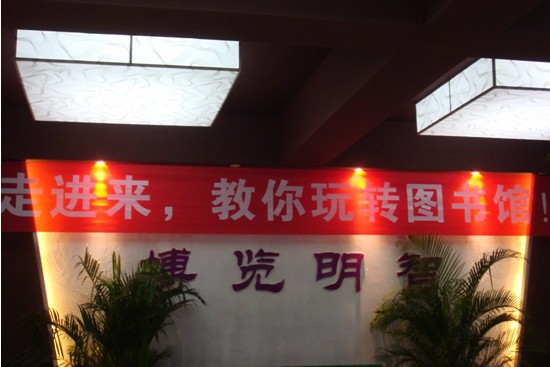 走进来，教你玩转图书馆！
博览明智